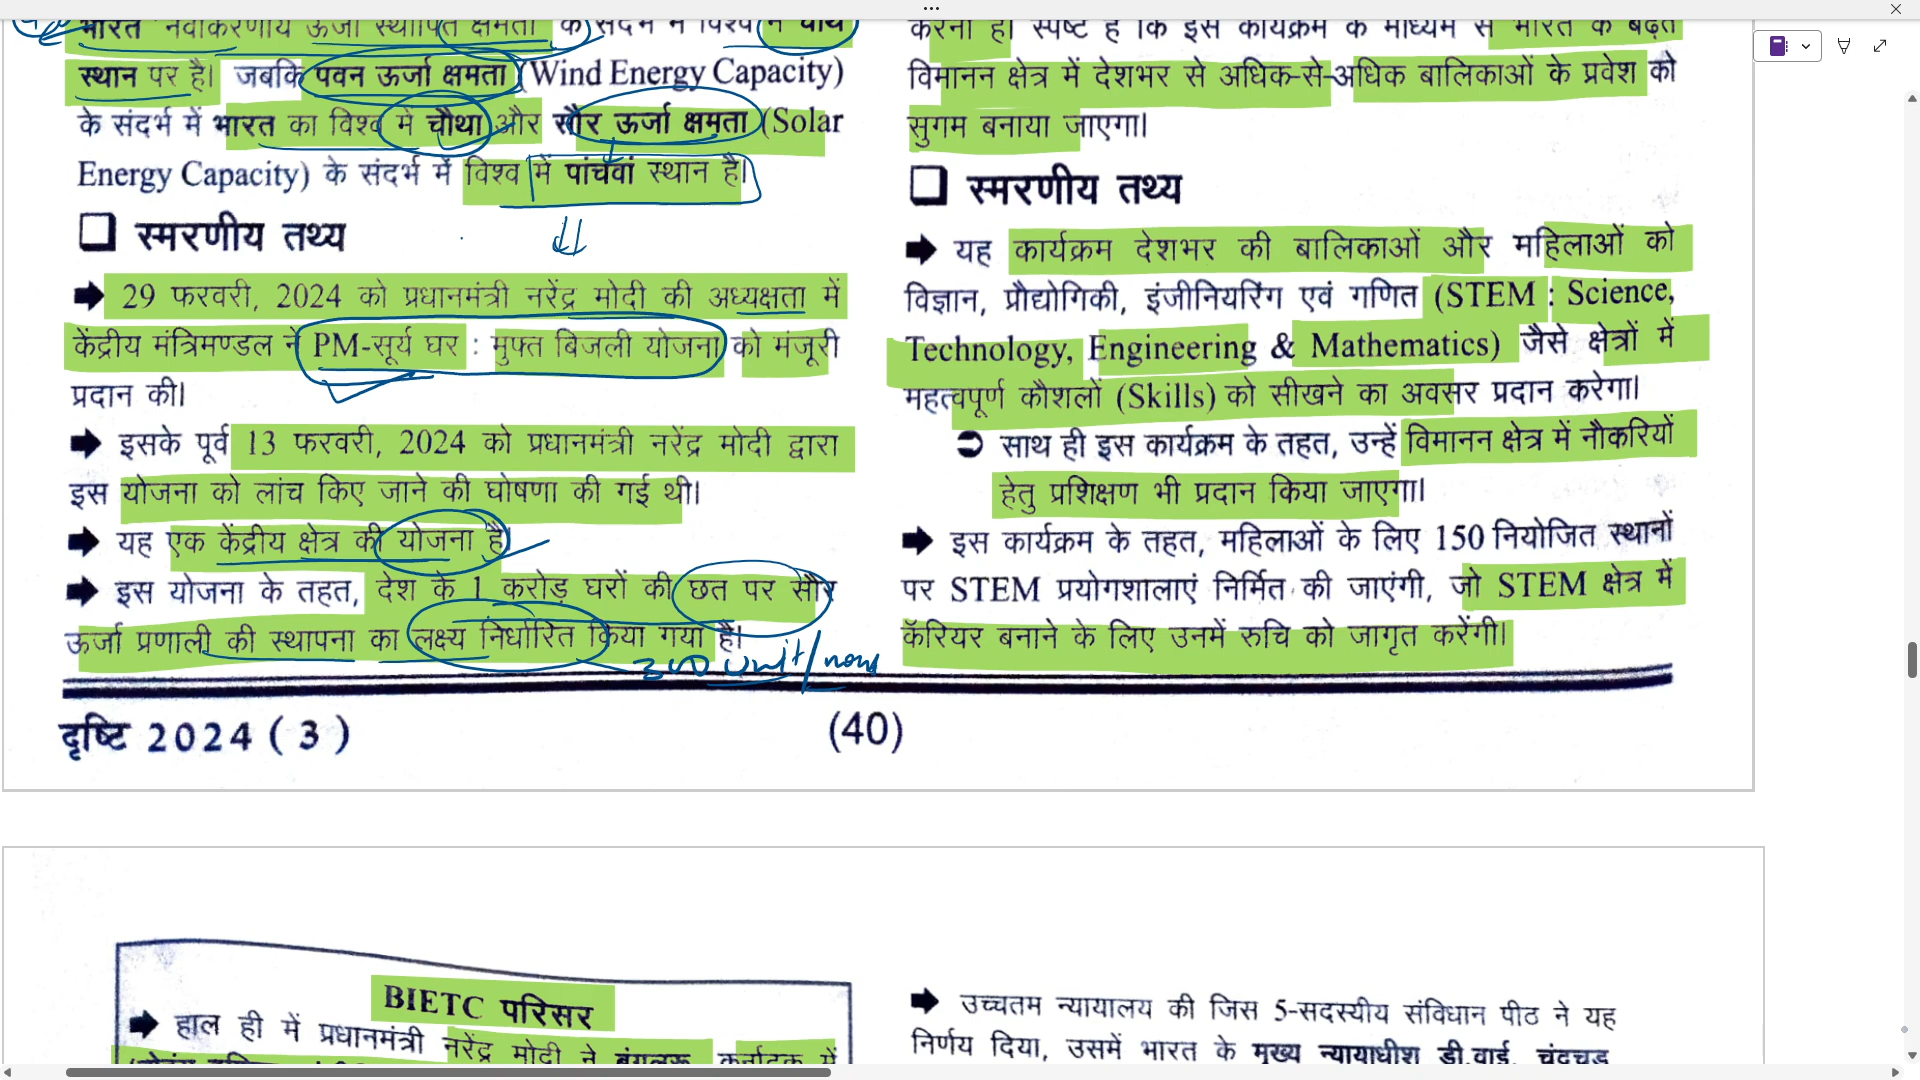 भारत नवीकरणीय ऊर्जा स्थापित क्षमता के संदर्भ में विश्व में चौथे
स्थान पर है। जबकि पवन ऊर्जा क्षमता (Wind Energy Capacity)
के संदर्भ में भारत का विश्व में चौथा और सौर ऊर्जा क्षमता (Solar
Energy Capacity) के संदर्भ में विश्व में पांचवां स्थान है।
❑ स्मरणीय तथ्य
➡ 29 फरवरी, 2024 को प्रधानमंत्री नरेंद्र मोदी की अध्यक्षता में
केंद्रीय मंत्रिमण्डल ने PM-सूर्य घर : मुफ्त बिजली योजना को मंजूरी
प्रदान की।
➡ इसके पूर्व 13 फरवरी, 2024 को प्रधानमंत्री नरेंद्र मोदी द्वारा
इस योजना को लांच किए जाने की घोषणा की गई थी।
➡ यह एक केंद्रीय क्षेत्र की योजना है।
➡ इस योजना के तहत, देश के 1 करोड़ घरों की छत पर सौर
ऊर्जा प्रणाली की स्थापना का लक्ष्य निर्धारित किया गया है।
300 unit/
करना है। स्पष्ट है कि इस कार्यक्रम के माध्यम से भारत के बढ़ते
विमानन क्षेत्र में देशभर से अधिक-से-अधिक बालिकाओं के प्रवेश को
सुगम बनाया जाएगा।
❑ स्मरणीय तथ्य
➡ यह कार्यक्रम देशभर की बालिकाओं और महिलाओं को
विज्ञान, प्रौद्योगिकी, इंजीनियरिंग एवं गणित (STEM : Science,
Technology, Engineering & Mathematics) जैसे क्षेत्रों में
महत्वपूर्ण कौशलों (Skills) को सीखने का अवसर प्रदान करेगा।
➲ साथ ही इस कार्यक्रम के तहत, उन्हें विमानन क्षेत्र में नौकरियों
हेतु प्रशिक्षण भी प्रदान किया जाएगा।
➡ इस कार्यक्रम के तहत, महिलाओं के लिए 150 नियोजित स्थानों
पर STEM प्रयोगशालाएं निर्मित की जाएंगी, जो STEM क्षेत्र में
कॅरियर बनाने के लिए उनमें रुचि को जागृत करेंगी।
दृष्टि 2024 ( 3 )
(40)
BIETC परिसर
➡ हाल ही में प्रधानमंत्री नरेंद्र मोदी ने बंगलुरू, कर्नाटक में
➡ उच्चतम न्यायालय की जिस 5-सदस्यीय संविधान पीठ ने यह
निर्णय दिया, उसमें भारत के मुख्य न्यायाधीश डी.वाई. चंद्रचूड़